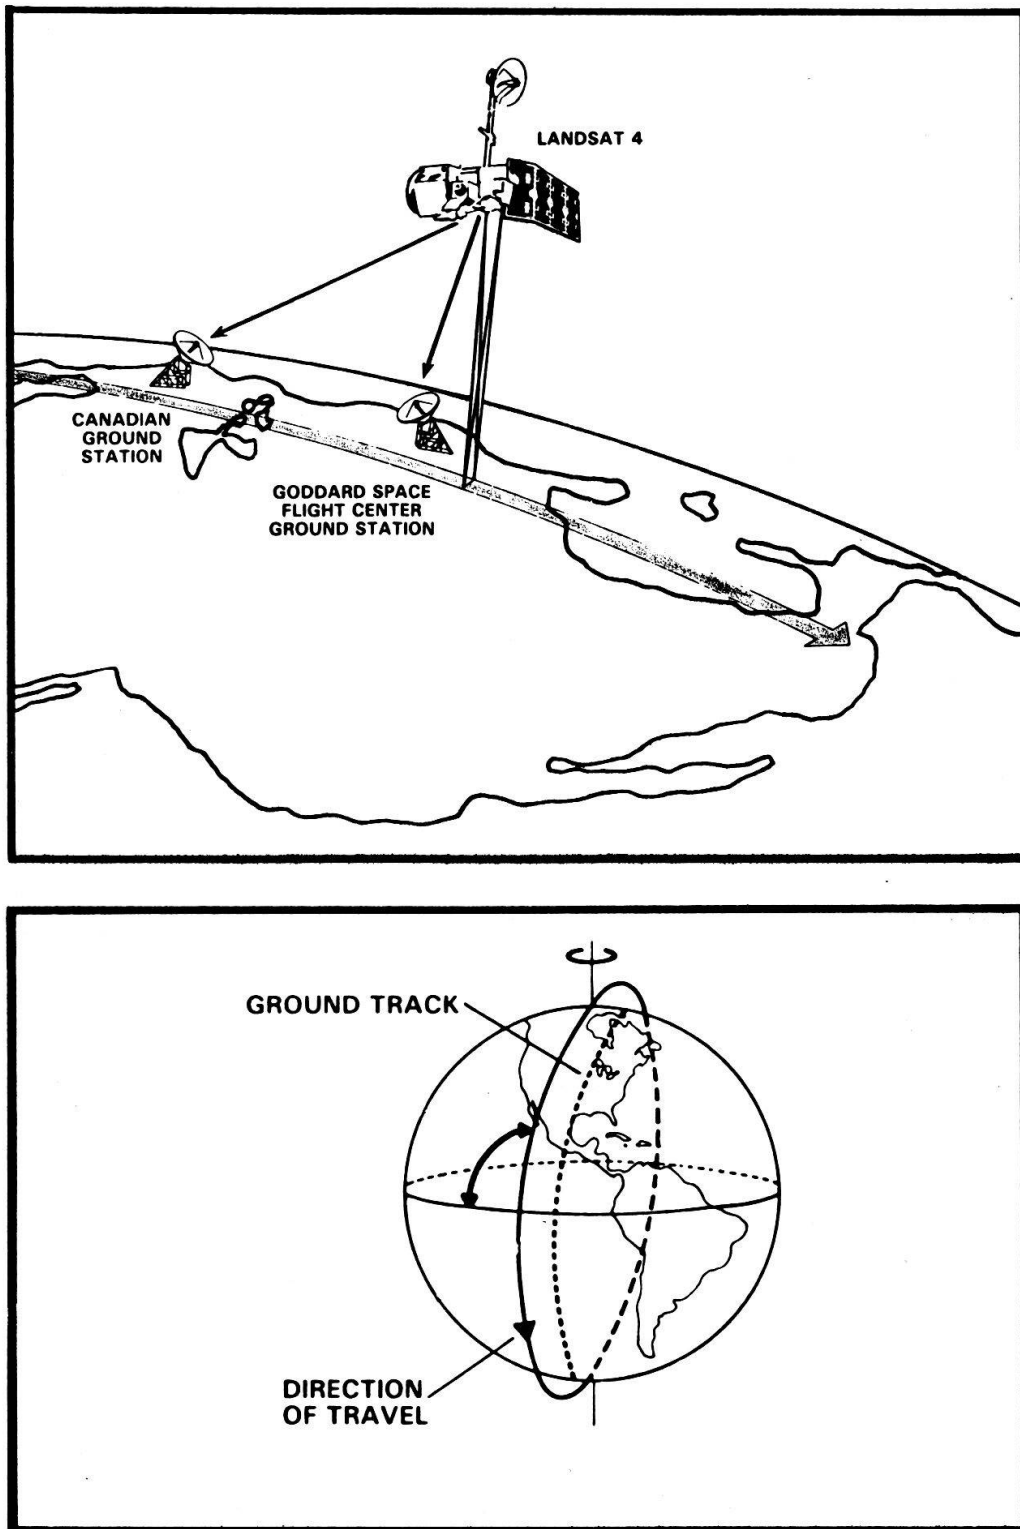 LANDSAT 4
CANADIAN
GROUND
STATION
GODDARD SPACE
FLIGHT CENTER
GROUND STATION
GROUND TRACK
DIRECTION
OF TRAVEL